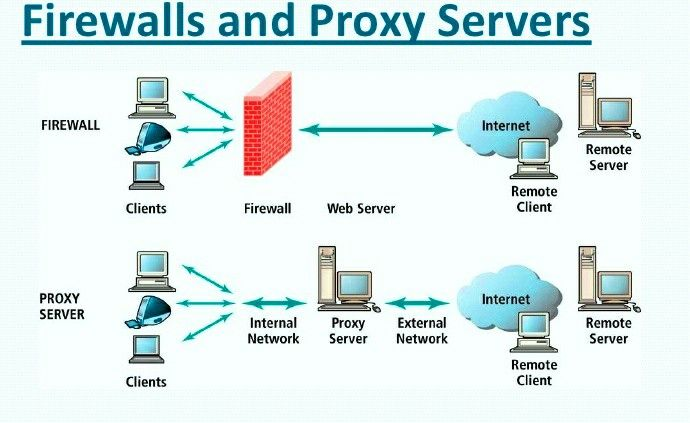 Firewalls and Proxy Servers
FIREWALL
Internet
Remote
Server
Remote
Client
Clients
Firewall
Web Server
PROXY
SERVER
Internet
Internal
Network
Proxy
Server
External
Network
Remote
Server
Remote
Client
Clients